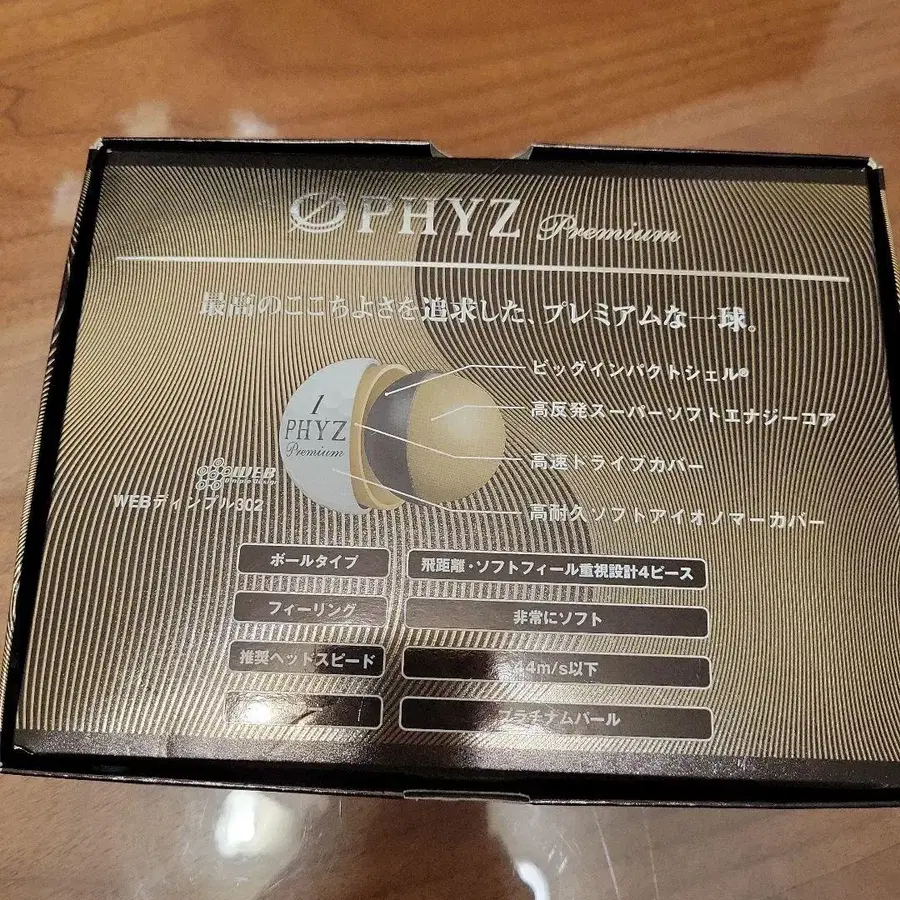 PHYZ Premium
最高のここちよさを追求した、プレミアムな一球。
ビッグインパクトシェル®
高反発スーパーソフトエナジーコア
高速ドライブカバー
高耐久ソフトアイオノマーカバー
1
PHYZ
Premium
WEB
Dimple Design
WEBディンプル302
ボールタイプ
飛距離・ソフトフィール重視設計4ピース
フィーリング
非常にソフト
推奨ヘッドスピード
44m/s以下
プラチナムパール